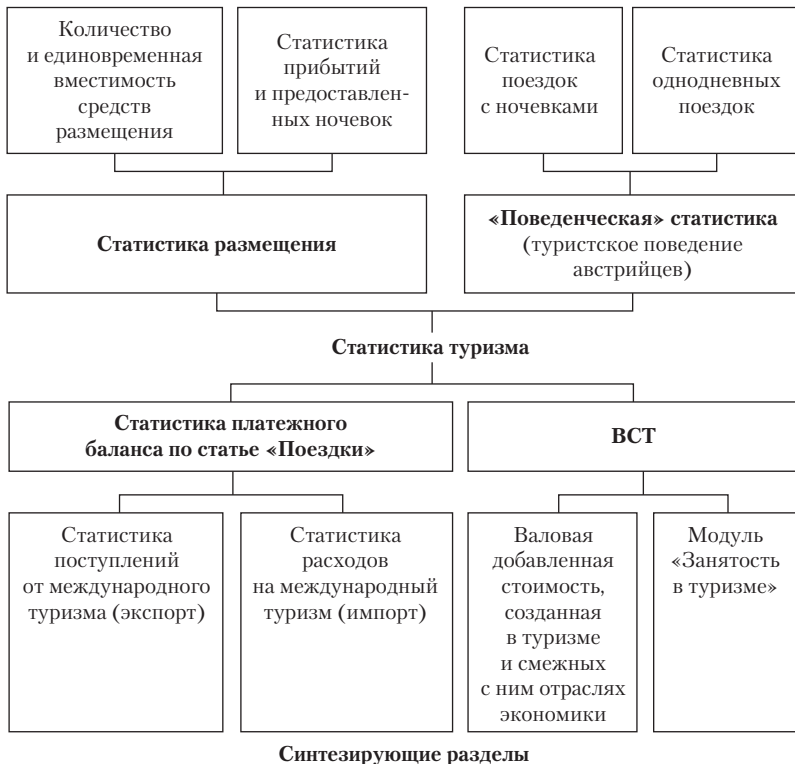 Количество
и единовременная
вместимость
средств
размещения
Статистика
прибытий
и предоставлен-
ных ночевок
Статистика
поездок
с ночевками
Статистика
однодневных
поездок
Статистика размещения
«Поведенческая» статистика
(туристское поведение
австрийцев)
Статистика туризма
Статистика платежного
баланса по статье «Поездки»
ВСТ
Статистика
поступлений
от международного
туризма (экспорт)
Статистика
расходов
на международный
туризм (импорт)
Валовая
добавленная
стоимость,
созданная
в туризме
и смежных
с ним отраслях
экономики
Модуль
«Занятость
в туризме»
Синтезирующие разделы